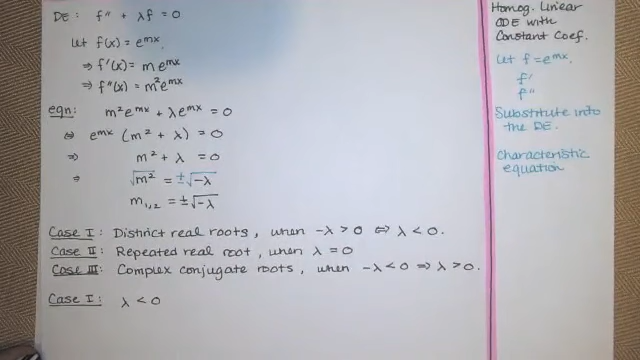 DE: f'' + λf = 0
Let f(x) = e^mx.
⇒ f'(x) = me^mx
⇒ f''(x) = m²e^mx
eqn: m²e^mx + λe^mx = 0
⇔ e^mx (m² + λ) = 0
⇒ m² + λ = 0
⇒ √m² = ±√-λ
m₁,₂ = ±√-λ
Case I: District real roots, when -λ > 0 ⇔ λ < 0.
Case II: Repeated real root, when λ = 0
Case III: Complex conjugate roots, when -λ < 0 ⇒ λ > 0.
Case I: λ < 0
Homog. Linear
ODE with
Constant Coef.
Let f = e^mx.
f'
f''
Substitute into
the DE.
Characteristic
equation